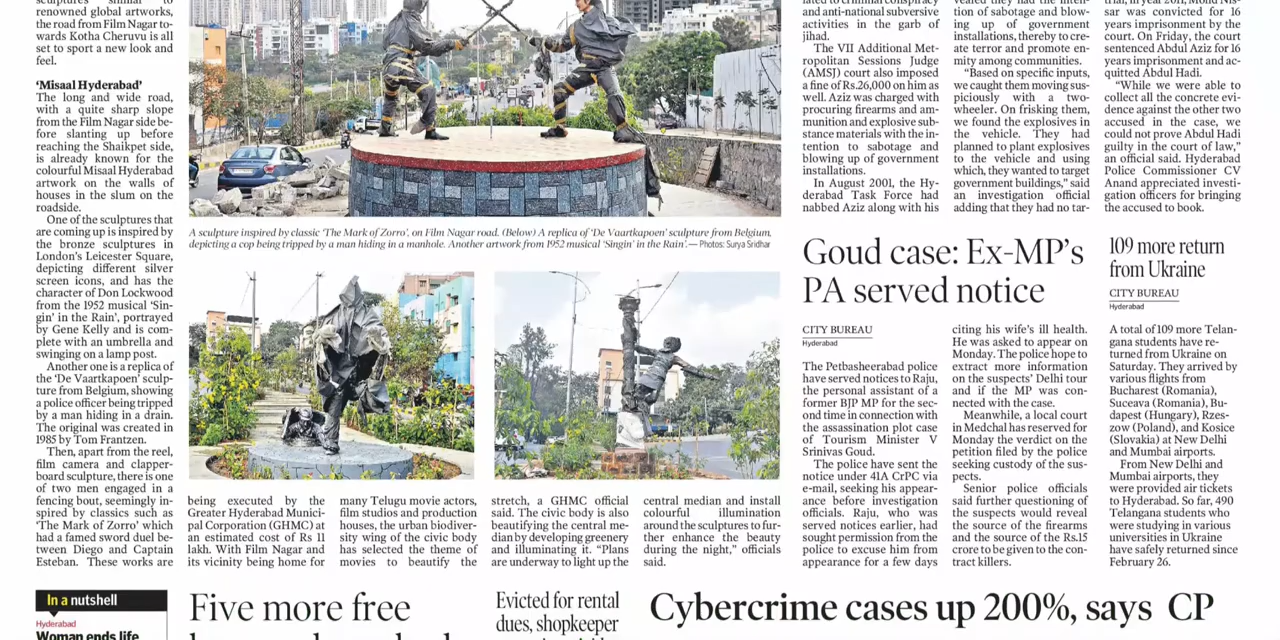 sculptures similar to
renowned global artworks,
the road from Film Nagar to-
wards Kotha Cheruvu is all
set to sport a new look and
feel.
‘Misaal Hyderabad’
The long and wide road,
with a quite sharp slope
from the Film Nagar side be-
fore slanting up before
reaching the Shaikpet side,
is already known for the
colourful Misaal Hyderabad
artwork on the walls of
houses in the slum on the
roadside.
One of the sculptures that
are coming up is inspired by
the bronze sculptures in
London's Leicester Square,
depicting different silver
screen icons, and has the
character of Don Lockwood
from the 1952 musical ‘Sin-
gin’ in the Rain’, portrayed
by Gene Kelly and is com-
plete with an umbrella and
swinging on a lamp post.
Another one is a replica of
the ‘De Vaartkapoen’ sculp-
ture from Belgium, showing
a police officer being tripped
by a man hiding in a drain.
The original was created in
1985 by Tom Frantzen.
Then, apart from the reel,
film camera and clapper-
board sculpture, there is one
of two men engaged in a
fencing bout, seemingly in-
spired by classics such as
‘The Mark of Zorro’ which
had a famed sword duel be-
tween Diego and Captain
Esteban. These works are
A sculpture inspired by classic ‘The Mark of Zorro’, on Film Nagar road. (Below) A replica of ‘De Vaartkapoen’ sculpture from Belgium,
depicting a cop being tripped by a man hiding in a manhole. Another artwork from 1952 musical ‘Singin’ in the Rain’. — Photos: Surya Sridhar
being executed by the
Greater Hyderabad Munici-
pal Corporation (GHMC) at
an estimated cost of Rs 11
lakh. With Film Nagar and
its vicinity being home for
many Telugu movie actors,
film studios and production
houses, the urban biodiver-
sity wing of the civic body
has selected the theme of
movies to beautify the
stretch, a GHMC official
said. The civic body is also
beautifying the central me-
dian by developing greenery
and illuminating it. “Plans
are underway to light up the
central median and install
colourful illumination
around the sculptures to fur-
ther enhance the beauty
during the night,” officials
said.
lated to criminal conspiracy
and anti-national subversive
activities in the garb of
jihad.
The VII Additional Met-
ropolitan Sessions Judge
(AMSJ) court also imposed
a fine of Rs.26,000 on him as
well. Aziz was charged with
procuring firearms and am-
munition and explosive sub-
stance materials with the in-
tention to sabotage and
blowing up of government
installations.
In August 2001, the Hy-
derabad Task Force had
nabbed Aziz along with his
vealed they had the inten-
tion of sabotage and blow-
ing up of government
installations, thereby to cre-
ate terror and promote en-
mity among communities.
“Based on specific inputs,
we caught them moving sus-
piciously with a two-
wheeler. On frisking them,
we found the explosives in
the vehicle. They had
planned to plant explosives
to the vehicle and using
which, they wanted to target
government buildings,” said
an investigation official
adding that they had no tar-
trial, in year 2011, Mohd Nis-
sar was convicted for 16
years imprisonment by the
court. On Friday, the court
sentenced Abdul Aziz for 16
years imprisonment and ac-
quitted Abdul Hadi.
“While we were able to
collect all the concrete evi-
dence against the other two
accused in the case, we
could not prove Abdul Hadi
guilty in the court of law,”
an official said. Hyderabad
Police Commissioner CV
Anand appreciated investi-
gation officers for bringing
the accused to book.
Goud case: Ex-MP’s
PA served notice
CITY BUREAU
Hyderabad
The Petbasheerabad police
have served notices to Raju,
the personal assistant of a
former BJP MP for the sec-
ond time in connection with
the assassination plot case
of Tourism Minister V
Srinivas Goud.
The police have sent the
notice under 41A CrPC via
e-mail, seeking his appear-
ance before investigation
officials. Raju, who was
served notices earlier, had
sought permission from the
police to excuse him from
appearance for a few days
citing his wife’s ill health.
He was asked to appear on
Monday. The police hope to
extract more information
on the suspects’ Delhi tour
and if the MP was con-
nected with the case.
Meanwhile, a local court
in Medchal has reserved for
Monday the verdict on the
petition filed by the police
seeking custody of the sus-
pects.
Senior police officials
said further questioning of
the suspects would reveal
the source of the firearms
and the source of the Rs.15
crore to be given to the con-
tract killers.
109 more return
from Ukraine
CITY BUREAU
Hyderabad
A total of 109 more Telan-
gana students have re-
turned from Ukraine on
Saturday. They arrived by
various flights from
Bucharest (Romania),
Suceava (Romania), Bu-
dapest (Hungary), Rzes-
zow (Poland), and Kosice
(Slovakia) at New Delhi
and Mumbai airports.
From New Delhi and
Mumbai airports, they
were provided air tickets
to Hyderabad. So far, 490
Telangana students who
were studying in various
universities in Ukraine
have safely returned since
February 26.
In a nutshell
Hyderabad
Woman ends life
Five more free
Evicted for rental
dues, shopkeeper
Cybercrime cases up 200%, says CP